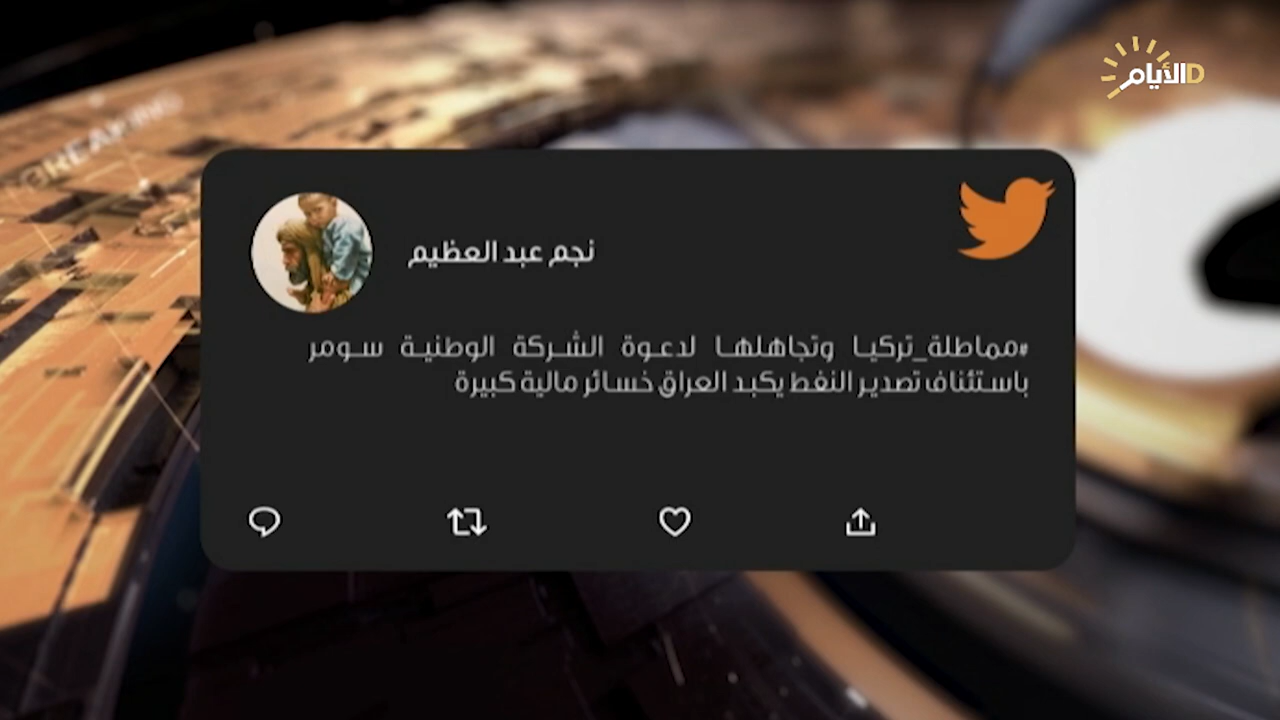 الأيام
نجم عبد العظيم
#مماطلة_تركيا وتجاهلها لدعوة الشركة الوطنية سومر
باستئناف تصدير النفط يكبد العراق خسائر مالية كبيرة